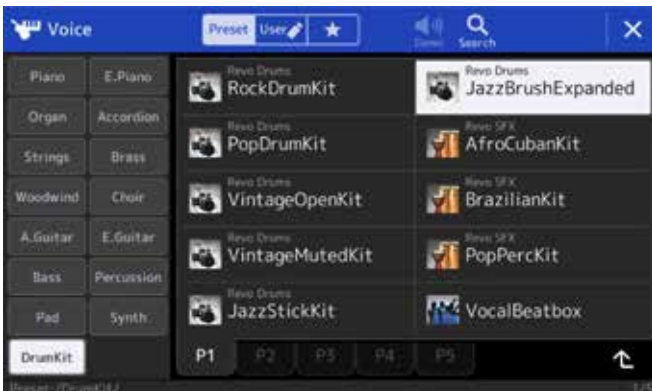 Voice
Preset User ★
Demo Search
Piano E.Piano
Organ Accordion
Strings Brass
Woodwind Choir
A.Guitar E.Guitar
Bass Percussion
Pad Synth
DrumKit
Revo Drums
RockDrumKit
Revo Drums
JazzBrushExpanded
Revo Drums
PopDrumKit
Revo SFX
AfroCubanKit
Revo Drums
VintageOpenKit
Revo SFX
BrazilianKit
Revo Drums
VintageMutedKit
Revo SFX
PopPercKit
Revo Drums
JazzStickKit
VocalBeatbox
P1 P2 P3 P4 P5
Preset:/DrumKit/